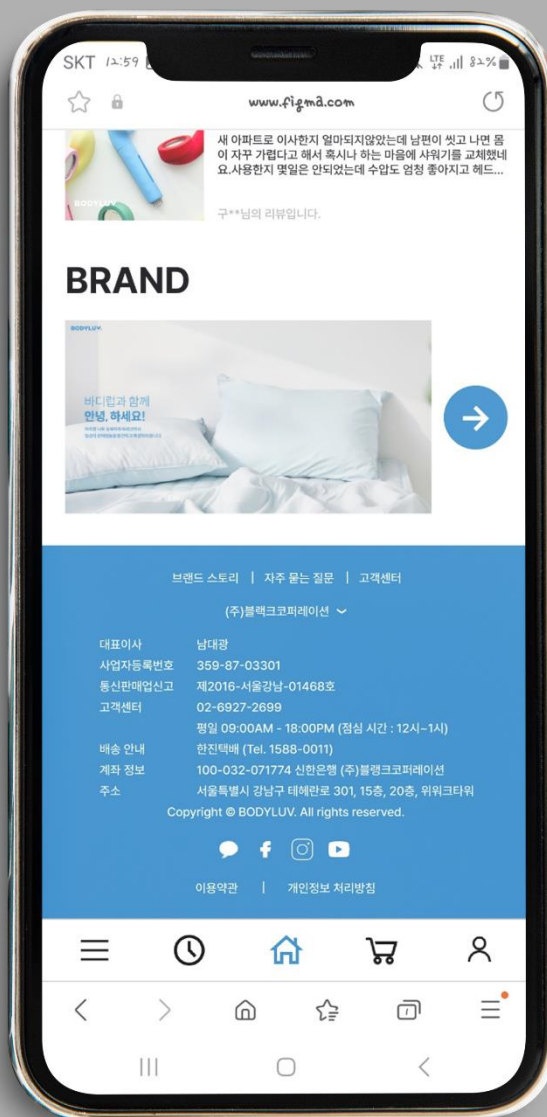 SKT 12:59
LTE 82%
www.figma.com
BODYLUV
새 아파트로 이사한지 얼마되지않았는데 남편이 씻고 나면 몸
이 자꾸 가렵다고 해서 혹시나 하는 마음에 샤워기를 교체했네
요.사용한지 몇일은 안되었는데 수압도 엄청 좋아지고 헤드...
구**님의 리뷰입니다.
BRAND
BODYLUV.
바디럽과 함께
안녕, 하세요!
브랜드 스토리 | 자주 묻는 질문 | 고객센터
(주)블랙크코퍼레이션
대표이사 남대광
사업자등록번호 359-87-03301
통신판매업신고 제2016-서울강남-01468호
고객센터 02-6927-2699
평일 09:00AM - 18:00PM (점심 시간 : 12시~1시)
배송 안내 한진택배 (Tel. 1588-0011)
계좌 정보 100-032-071774 신한은행 (주)블랭크코퍼레이션
주소 서울특별시 강남구 테헤란로 301, 15층, 20층, 위워크타워
Copyright © BODYLUV. All rights reserved.
이용약관 | 개인정보 처리방침